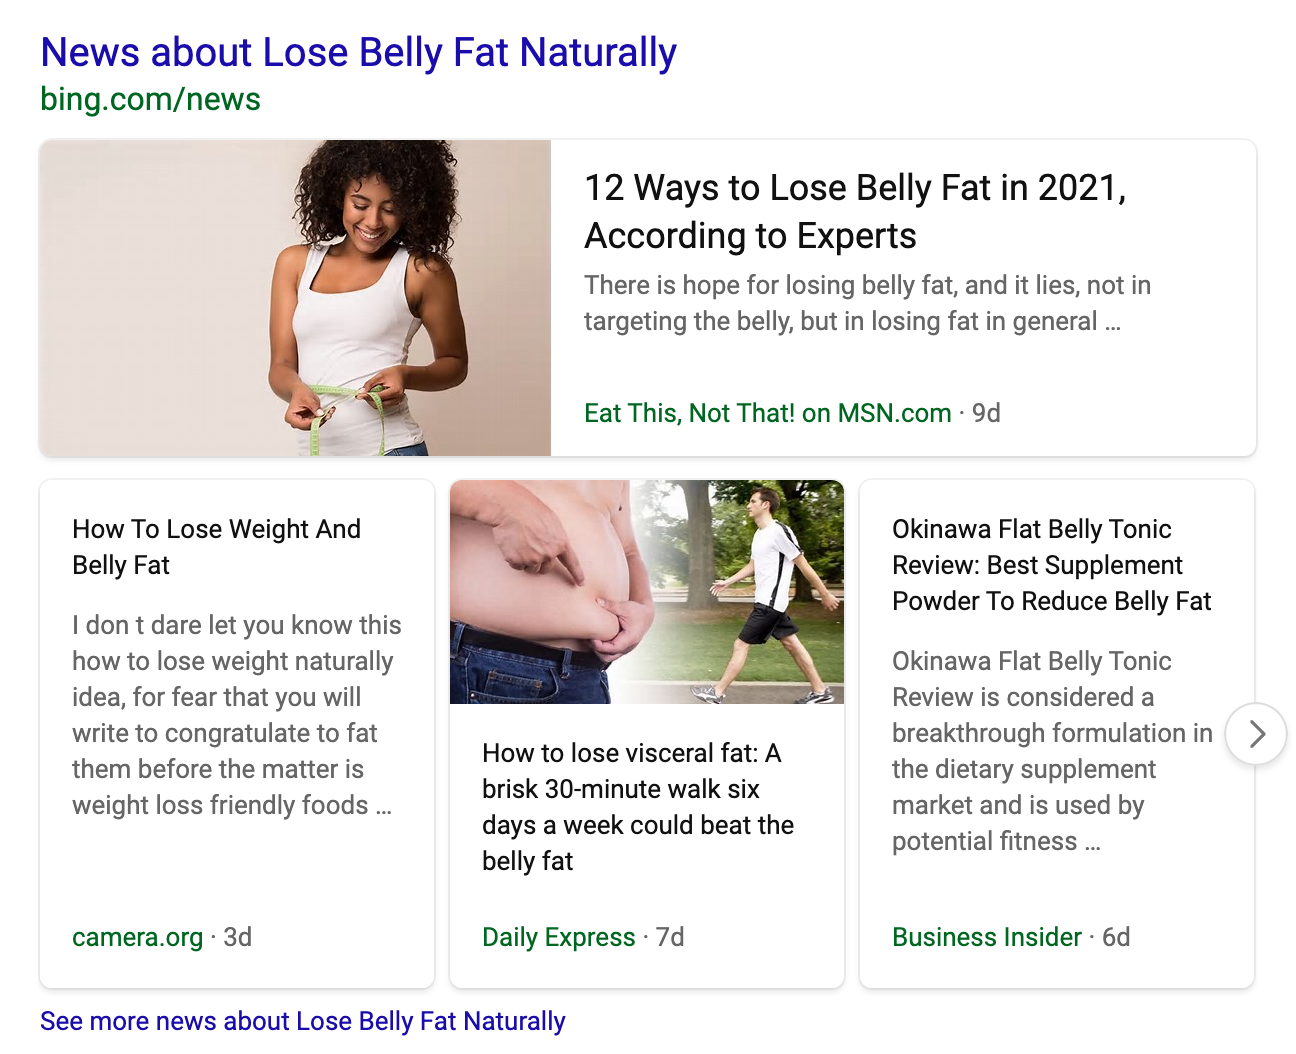 News about Lose Belly Fat Naturally
bing.com/news
12 Ways to Lose Belly Fat in 2021,
According to Experts
There is hope for losing belly fat, and it lies, not in
targeting the belly, but in losing fat in general ...
Eat This, Not That! on MSN.com · 9d
How To Lose Weight And
Belly Fat
I don t dare let you know this
how to lose weight naturally
idea, for fear that you will
write to congratulate to fat
them before the matter is
weight loss friendly foods ...
camera.org · 3d
How to lose visceral fat: A
brisk 30-minute walk six
days a week could beat the
belly fat
Daily Express · 7d
Okinawa Flat Belly Tonic
Review: Best Supplement
Powder To Reduce Belly Fat
Okinawa Flat Belly Tonic
Review is considered a
breakthrough formulation in
the dietary supplement
market and is used by
potential fitness ...
Business Insider · 6d
See more news about Lose Belly Fat Naturally